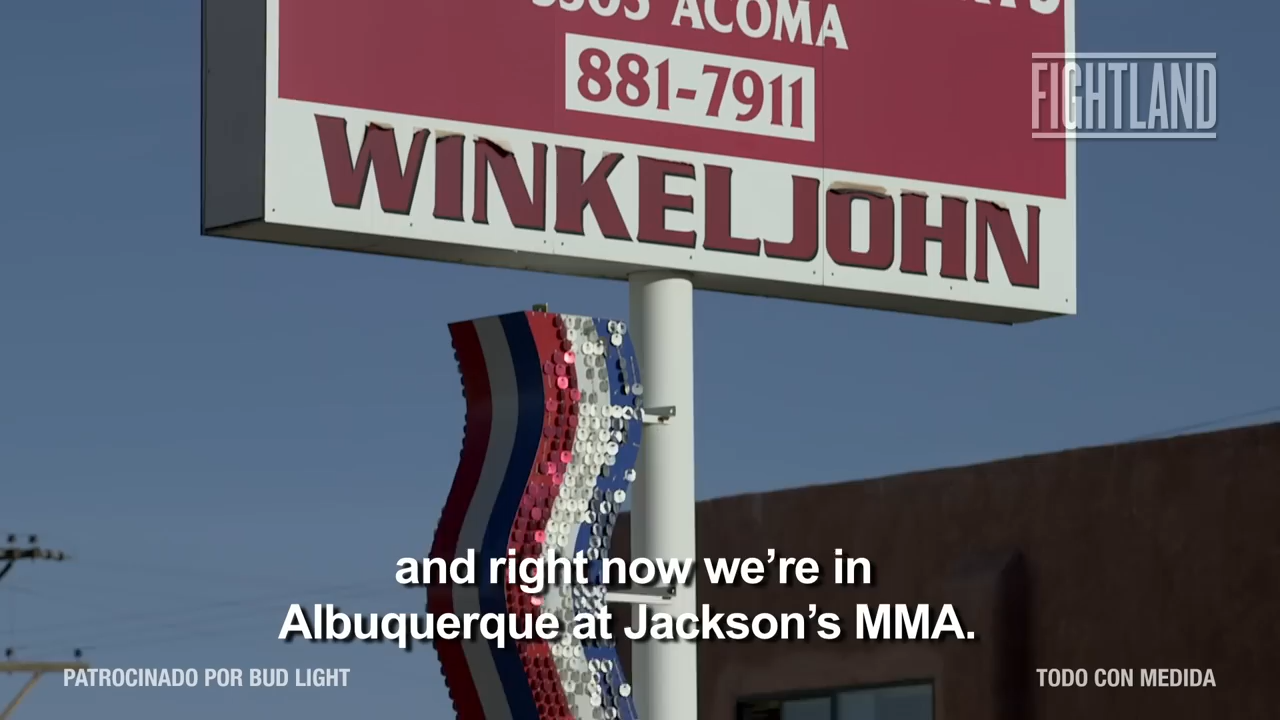 ACOMA
881-7911
FIGHTLAND
WINKELJOHN
and right now we're in
Albuquerque at Jackson's MMA.
PATROCINADO POR BUD LIGHT
TODO CON MEDIDA